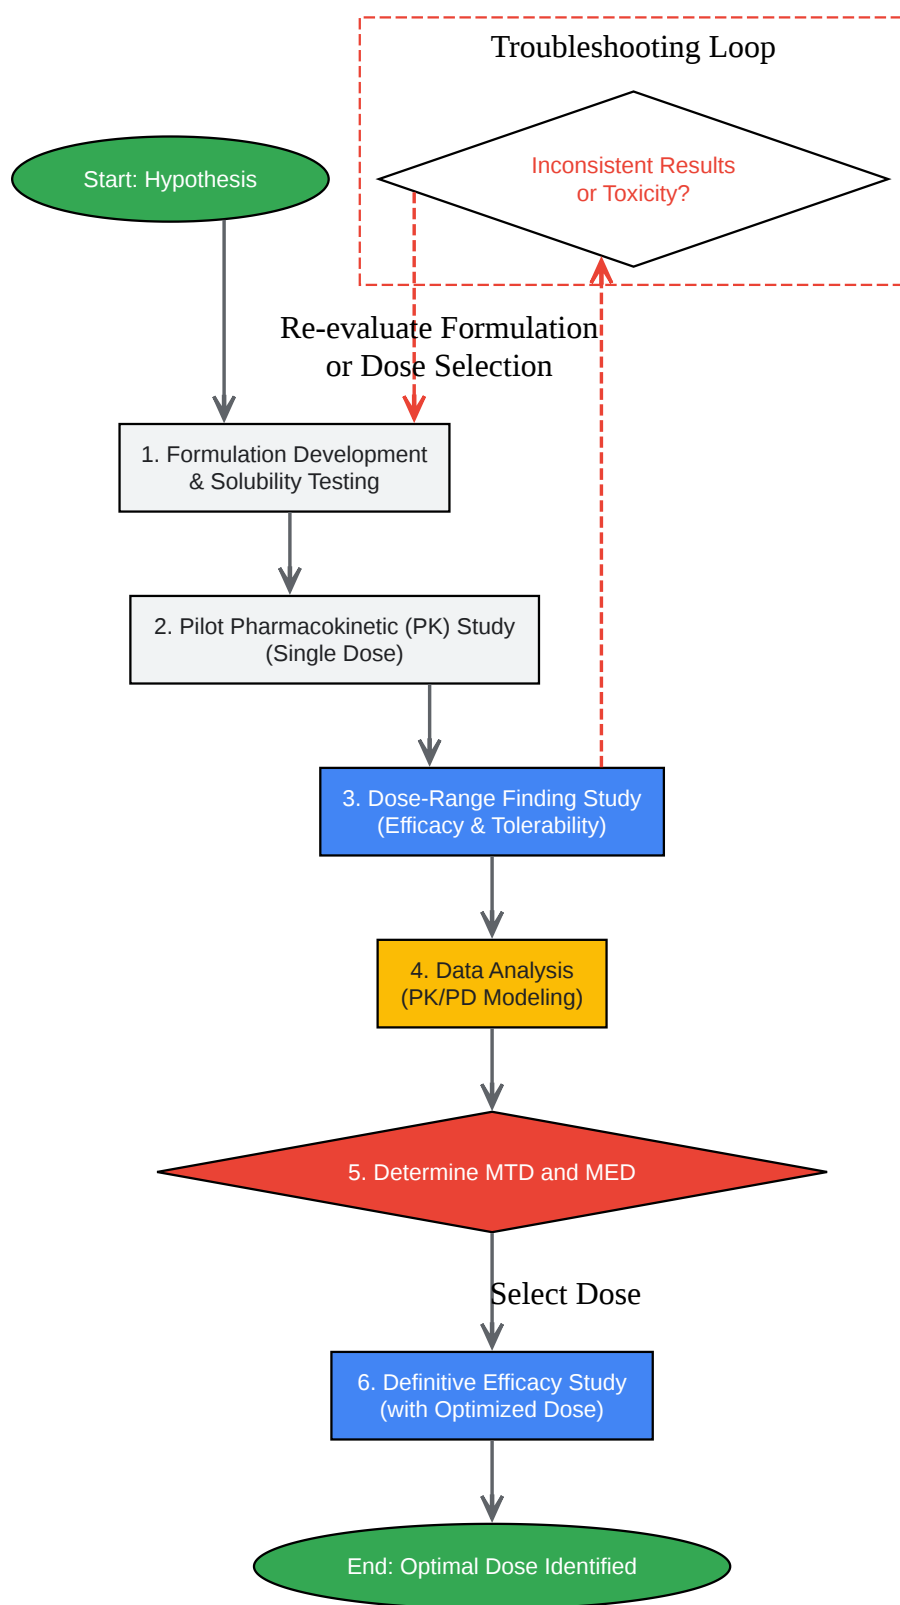 Troubleshooting Loop
Start: Hypothesis
Inconsistent Results
or Toxicity?
Re-evaluate Formulation
or Dose Selection
1. Formulation Development
& Solubility Testing
2. Pilot Pharmacokinetic (PK) Study
(Single Dose)
3. Dose-Range Finding Study
(Efficacy & Tolerability)
4. Data Analysis
(PK/PD Modeling)
5. Determine MTD and MED
Select Dose
6. Definitive Efficacy Study
(with Optimized Dose)
End: Optimal Dose Identified